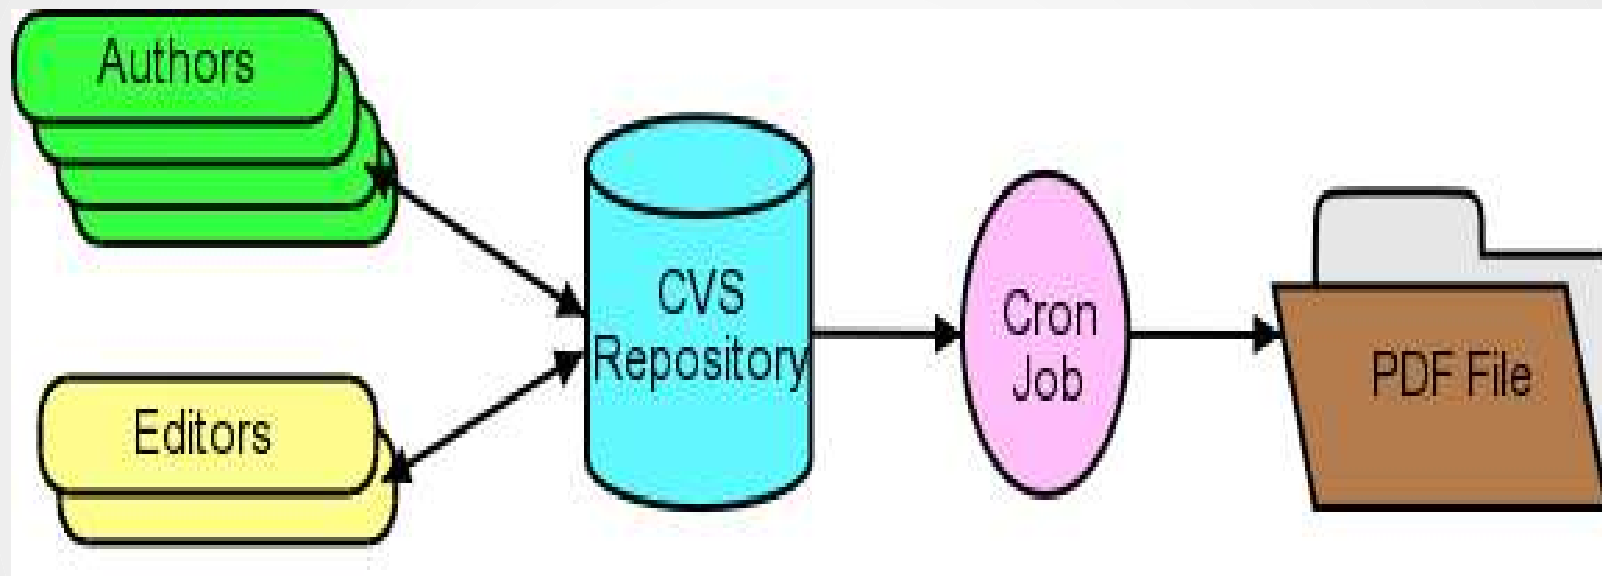 Authors
Editors
CVS
Repository
Cron
Job
PDF File